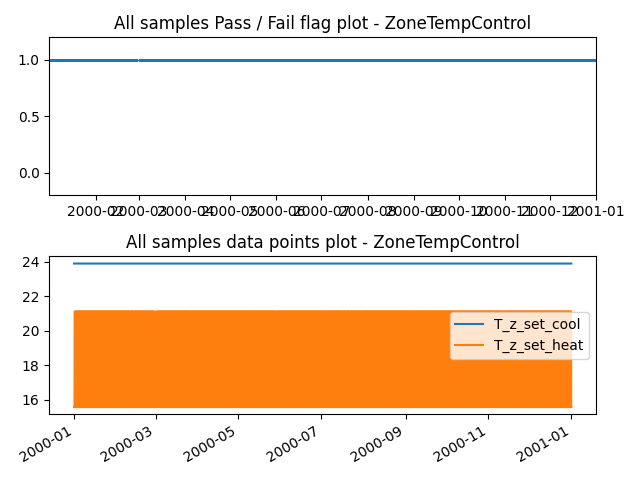 All samples Pass / Fail flag plot - ZoneTempControl
1.0
0.5
0.0
2000-02 2000-03 2000-04 2000-05 2000-06 2000-07 2000-08 2000-09 2000-10 2000-11 2000-12 2001-01
All samples data points plot - ZoneTempControl
24
22
20
18
16
T_z_set_cool
T_z_set_heat
2000-01 2000-03 2000-05 2000-07 2000-09 2000-11 2001-01